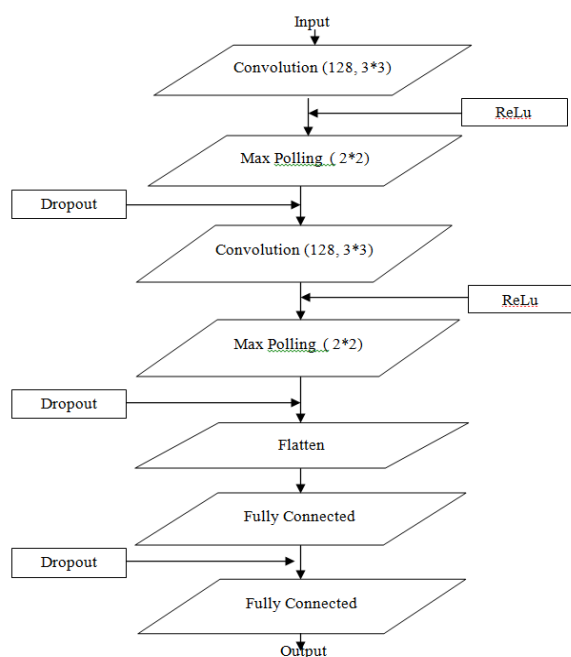 Input
Convolution (128, 3*3)
ReLu
Max Polling ( 2*2)
Dropout
Convolution (128, 3*3)
ReLu
Max Polling ( 2*2)
Dropout
Flatten
Fully Connected
Dropout
Fully Connected
Output